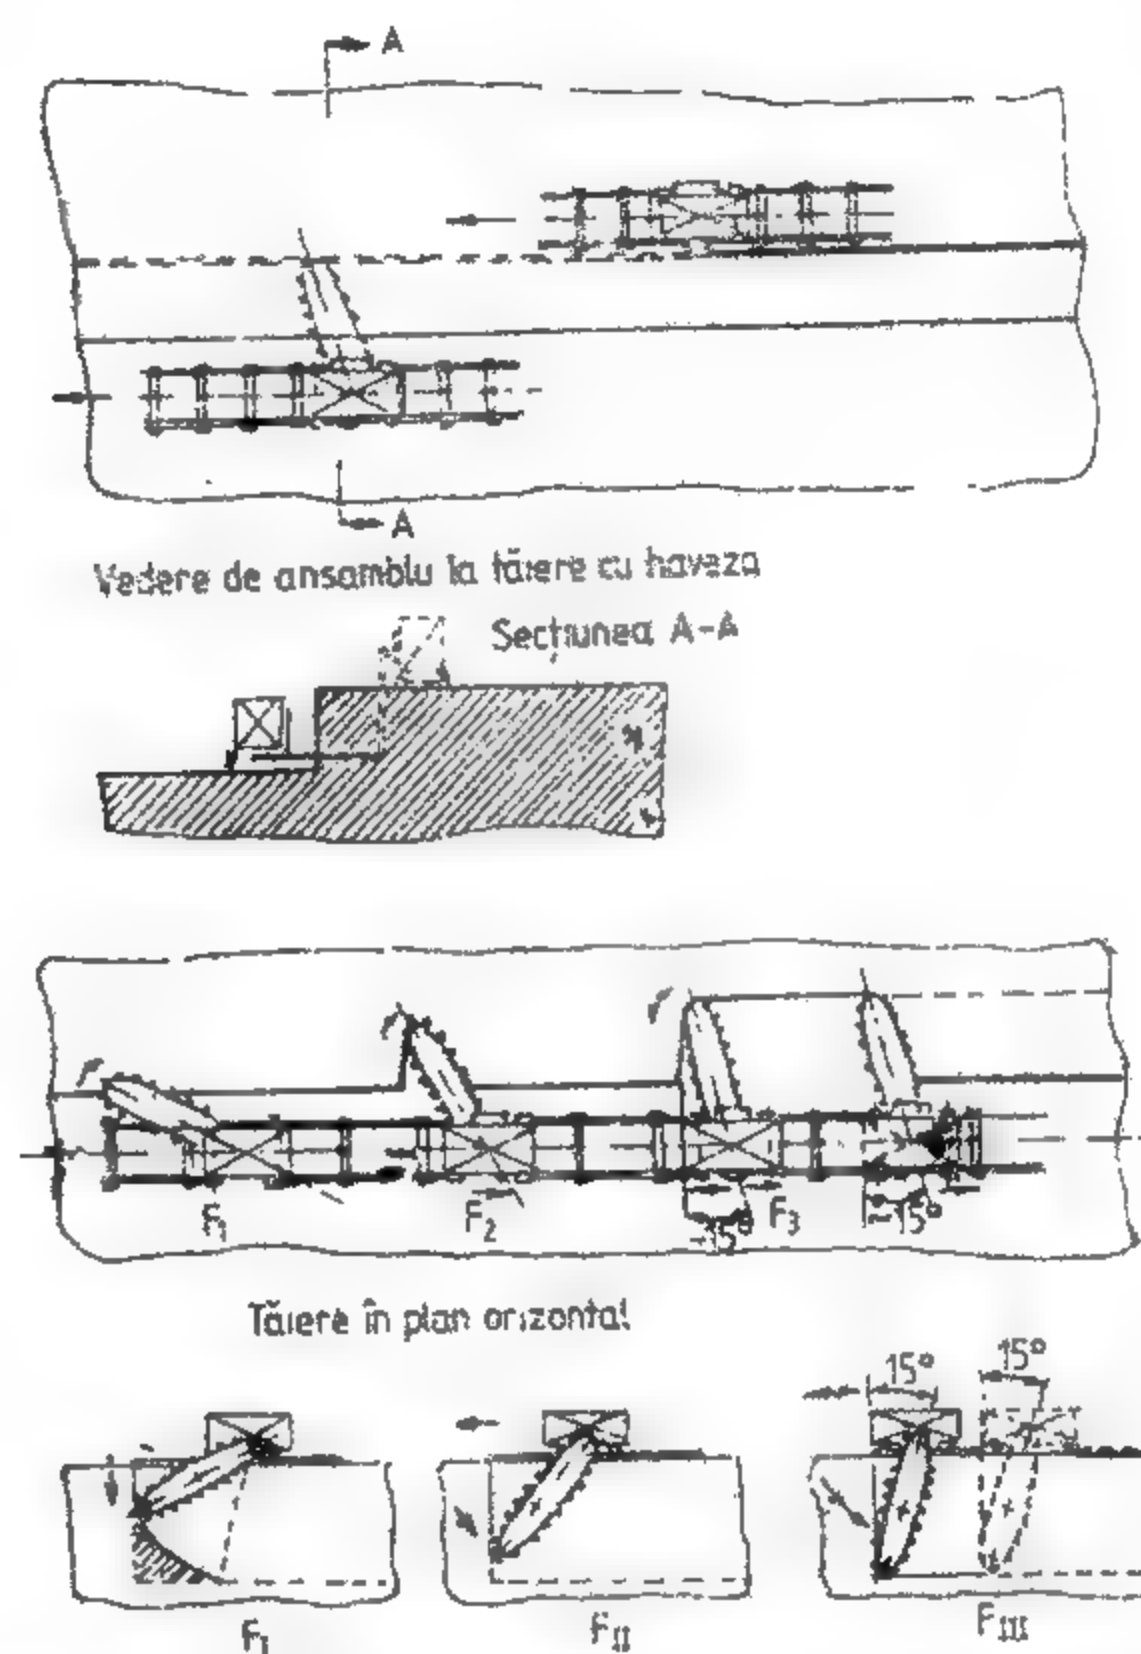 A
A
Vedere de ansamblu la tăiere cu haveza
Secțiunea A-A
F1
F2
~15°
F3
~15°
Tăiere în plan orizontal
15°
15°
FI
FII
FIII